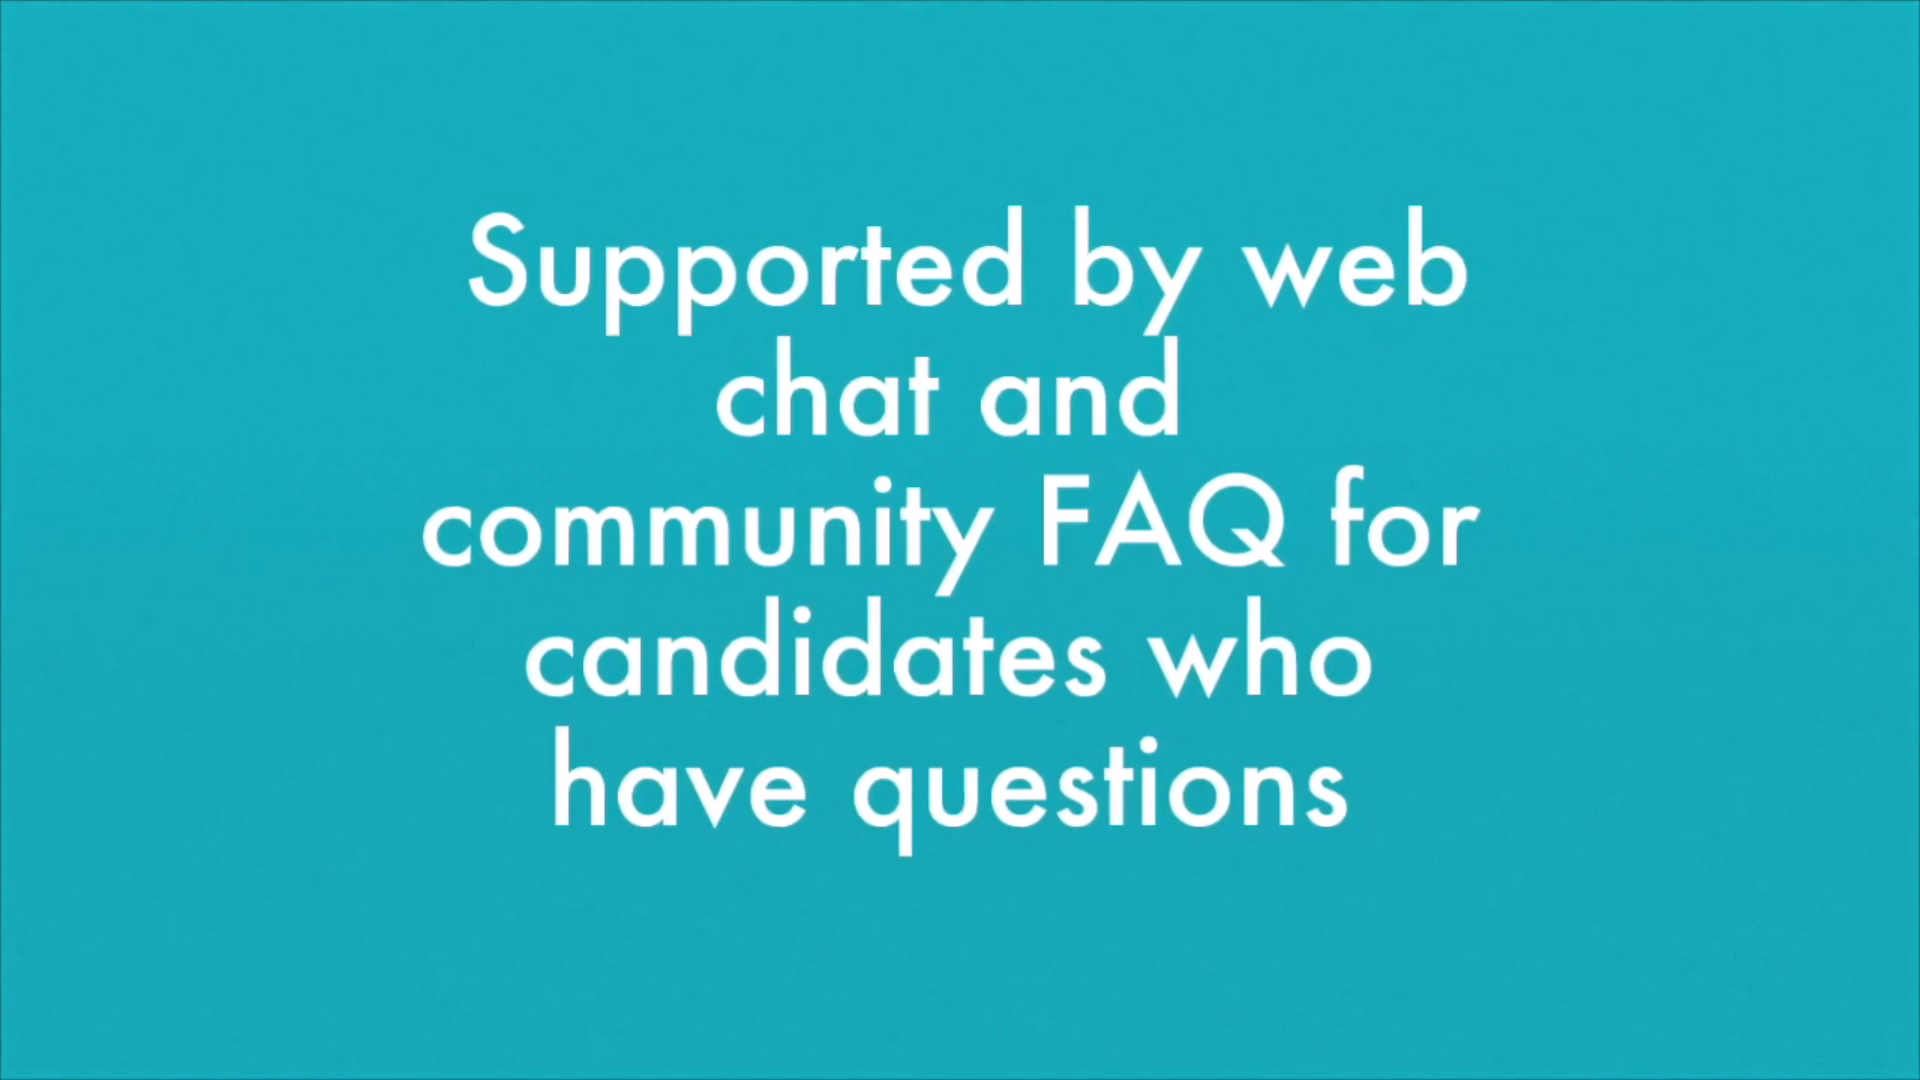 Supported by web
chat and
community FAQ for
candidates who
have questions